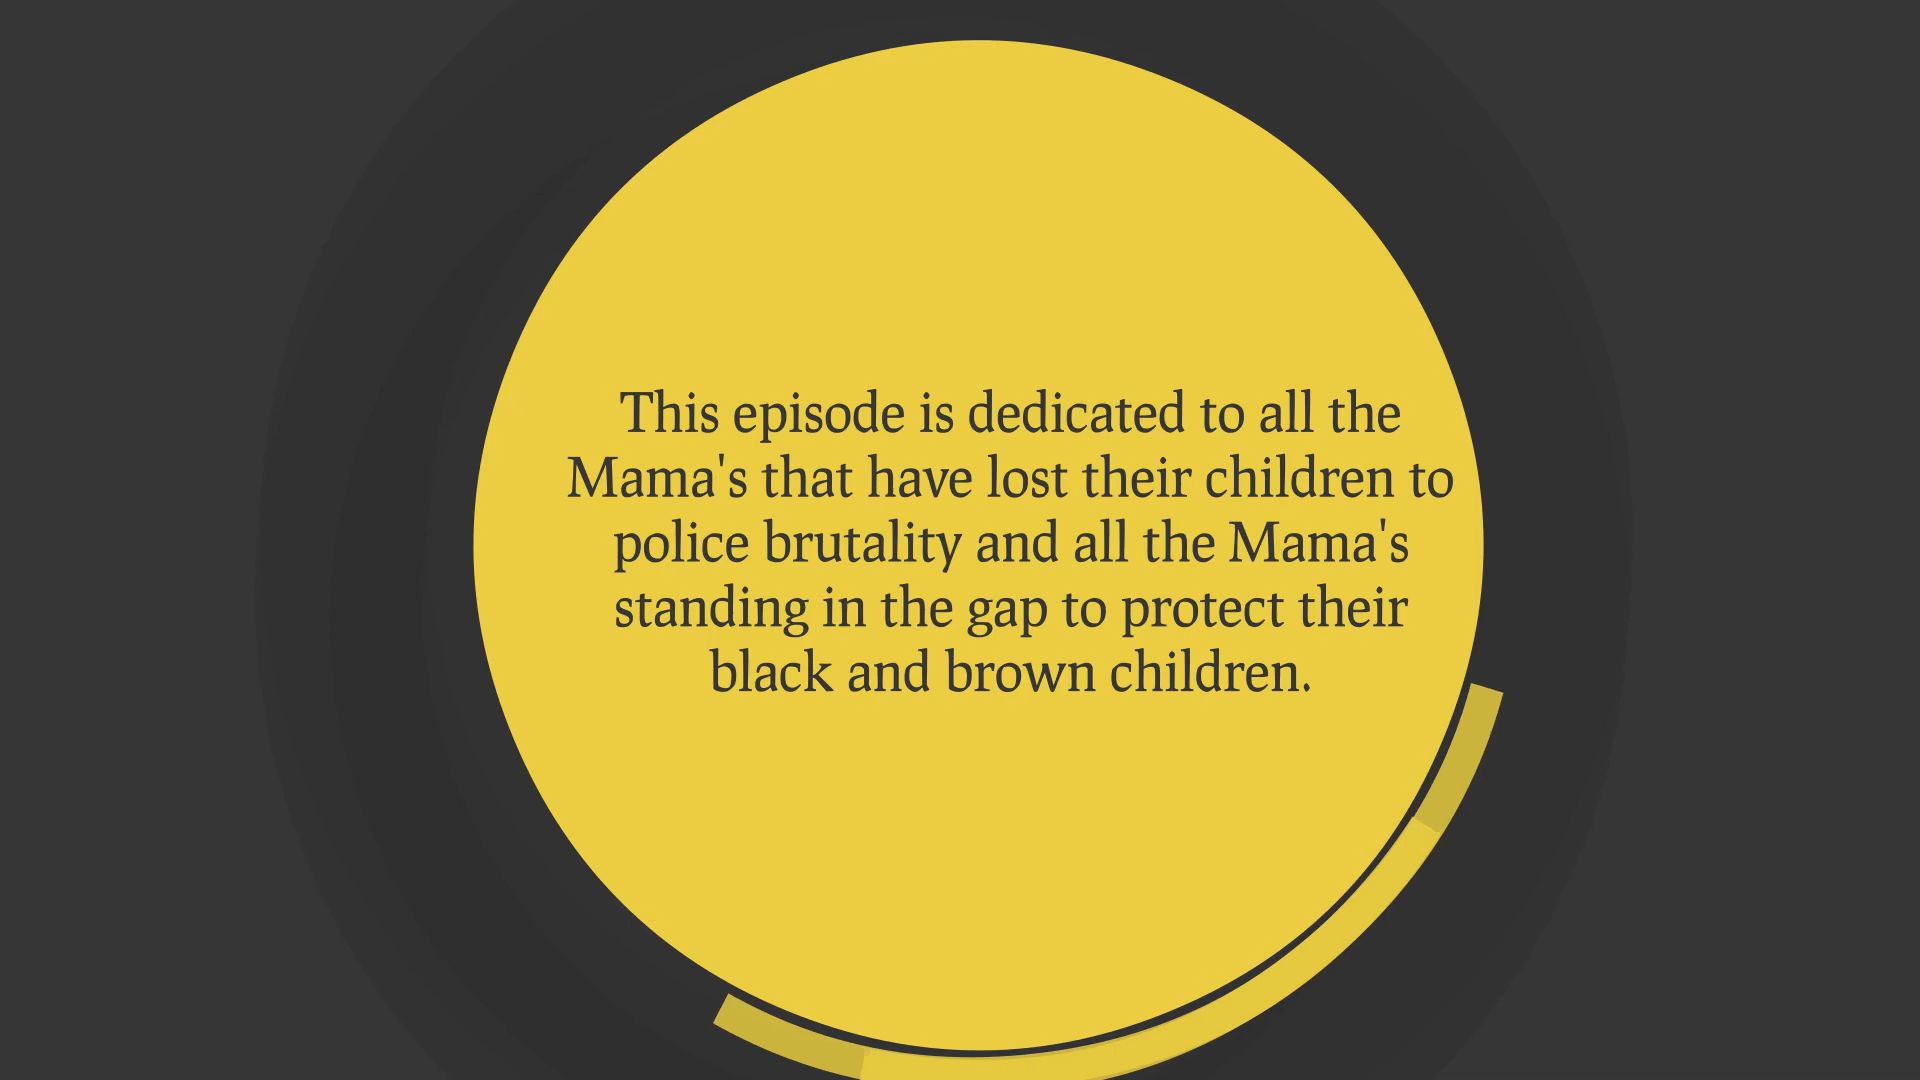 This episode is dedicated to all the
Mama's that have lost their children to
police brutality and all the Mama's
standing in the gap to protect their
black and brown children.